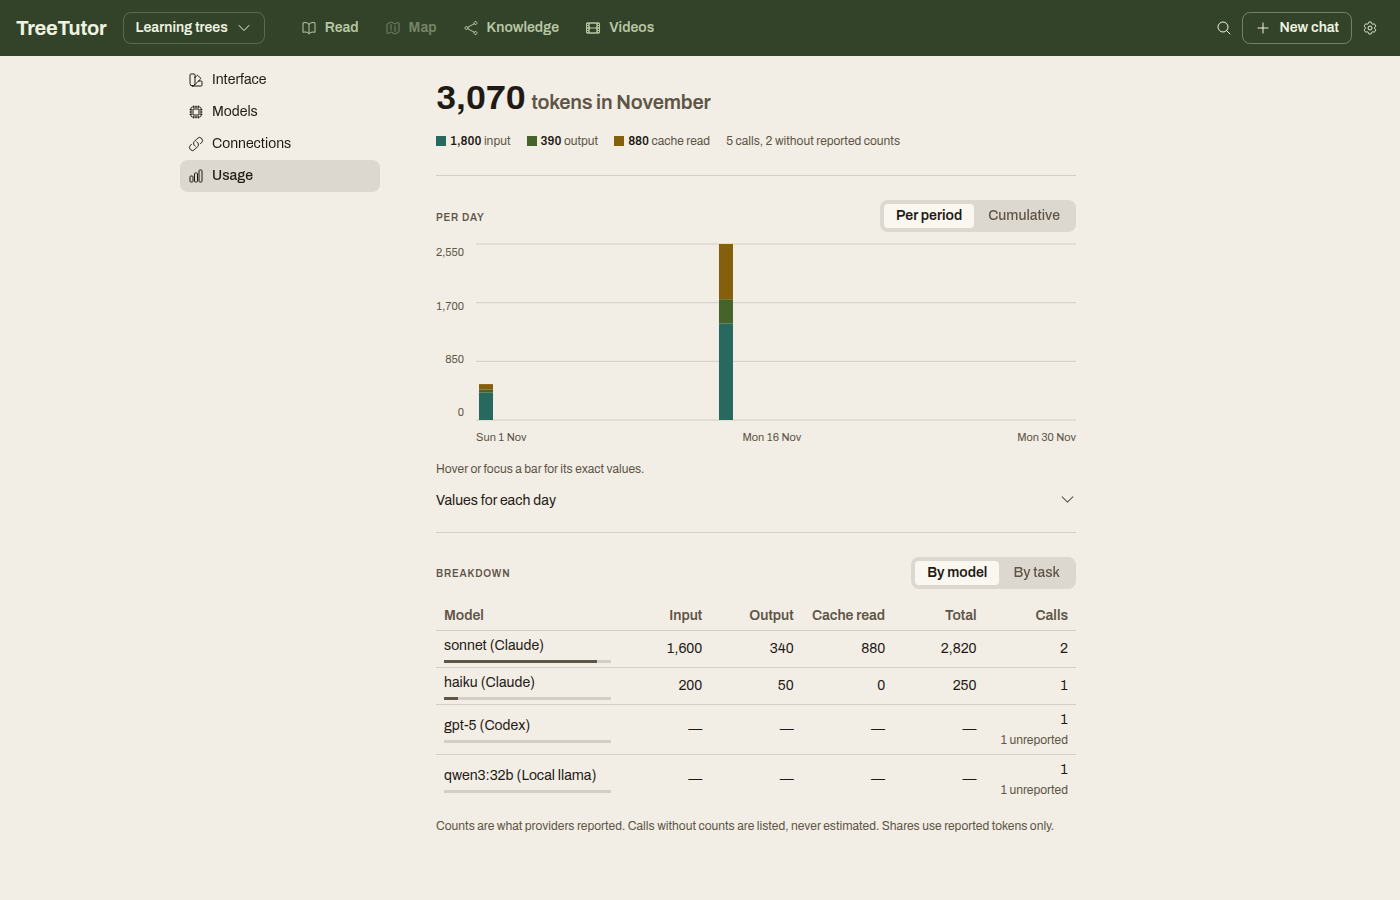 TreeTutor
Learning trees
Read
Map
Knowledge
Videos
New chat
Interface
Models
Connections
Usage
3,070 tokens in November
1,800 input 390 output 880 cache read 5 calls, 2 without reported counts
PER DAY
Per period Cumulative
2,550
1,700
850
0
Sun 1 Nov Mon 16 Nov Mon 30 Nov
Hover or focus a bar for its exact values.
Values for each day
BREAKDOWN
By model By task
Model Input Output Cache read Total Calls
sonnet (Claude) 1,600 340 880 2,820 2
haiku (Claude) 200 50 0 250 1
gpt-5 (Codex) — — — — 1
1 unreported
qwen3:32b (Local llama) — — — — 1
1 unreported
Counts are what providers reported. Calls without counts are listed, never estimated. Shares use reported tokens only.